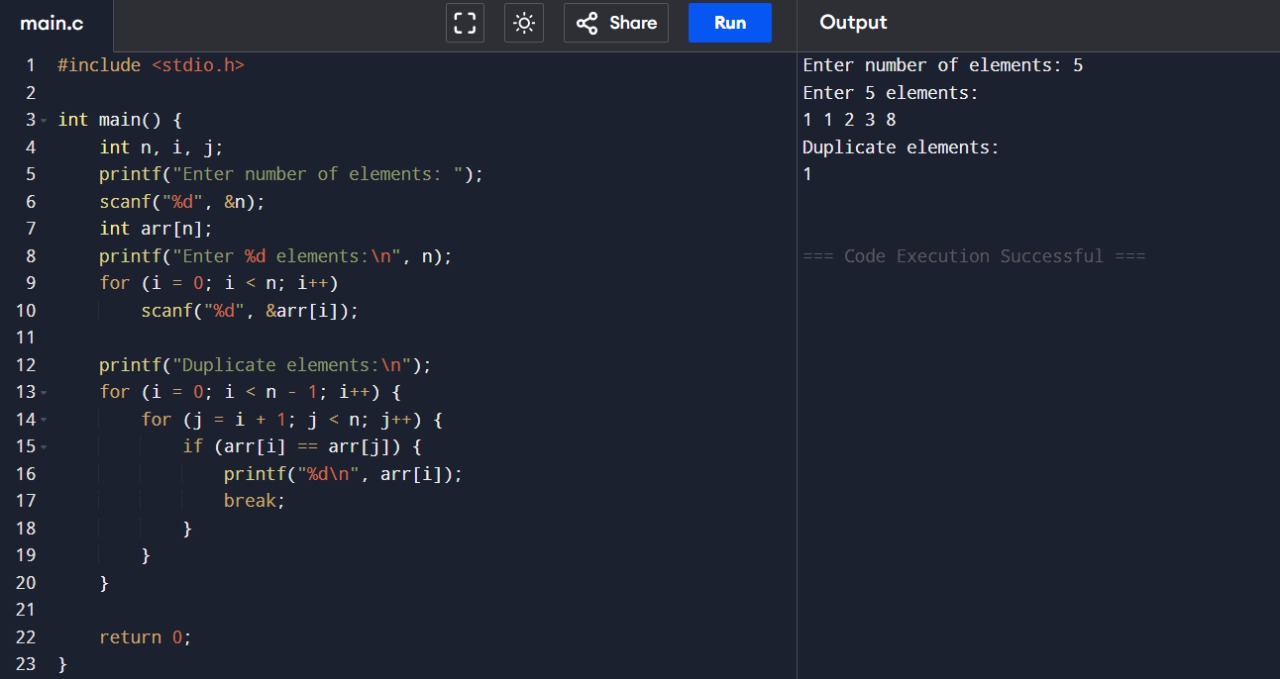 main.c
Share
Run
Output
1 #include <stdio.h>
2
3 int main() {
4     int n, i, j;
5     printf("Enter number of elements: ");
6     scanf("%d", &n);
7     int arr[n];
8     printf("Enter %d elements:\n", n);
9     for (i = 0; i < n; i++)
10         scanf("%d", &arr[i]);
11
12     printf("Duplicate elements:\n");
13     for (i = 0; i < n - 1; i++) {
14         for (j = i + 1; j < n; j++) {
15             if (arr[i] == arr[j]) {
16                 printf("%d\n", arr[i]);
17                 break;
18             }
19         }
20     }
21
22     return 0;
23 }
Enter number of elements: 5
Enter 5 elements:
1 1 2 3 8
Duplicate elements:
1
=== Code Execution Successful ===